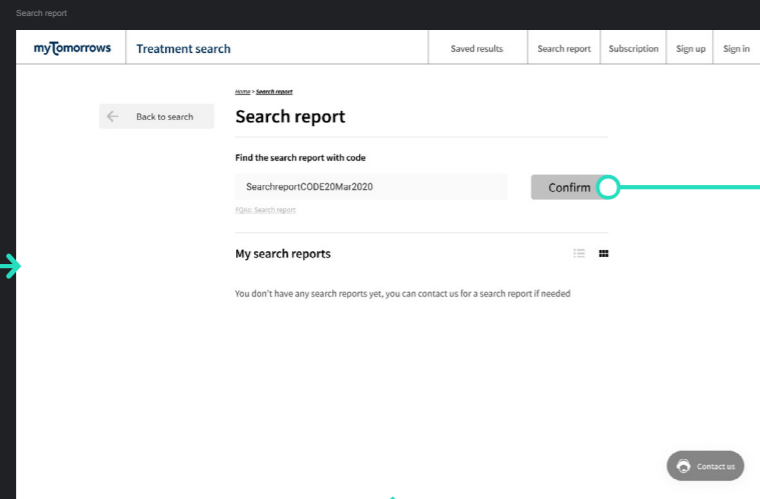 Search report
myTomorrows
Treatment search
Saved results
Search report
Subscription
Sign up
Sign in
Home > Search report
Back to search
Search report
Find the search report with code
SearchreportCODE20Mar2020
Confirm
FQAs: Search report
My search reports
You don't have any search reports yet, you can contact us for a search report if needed
Contact us